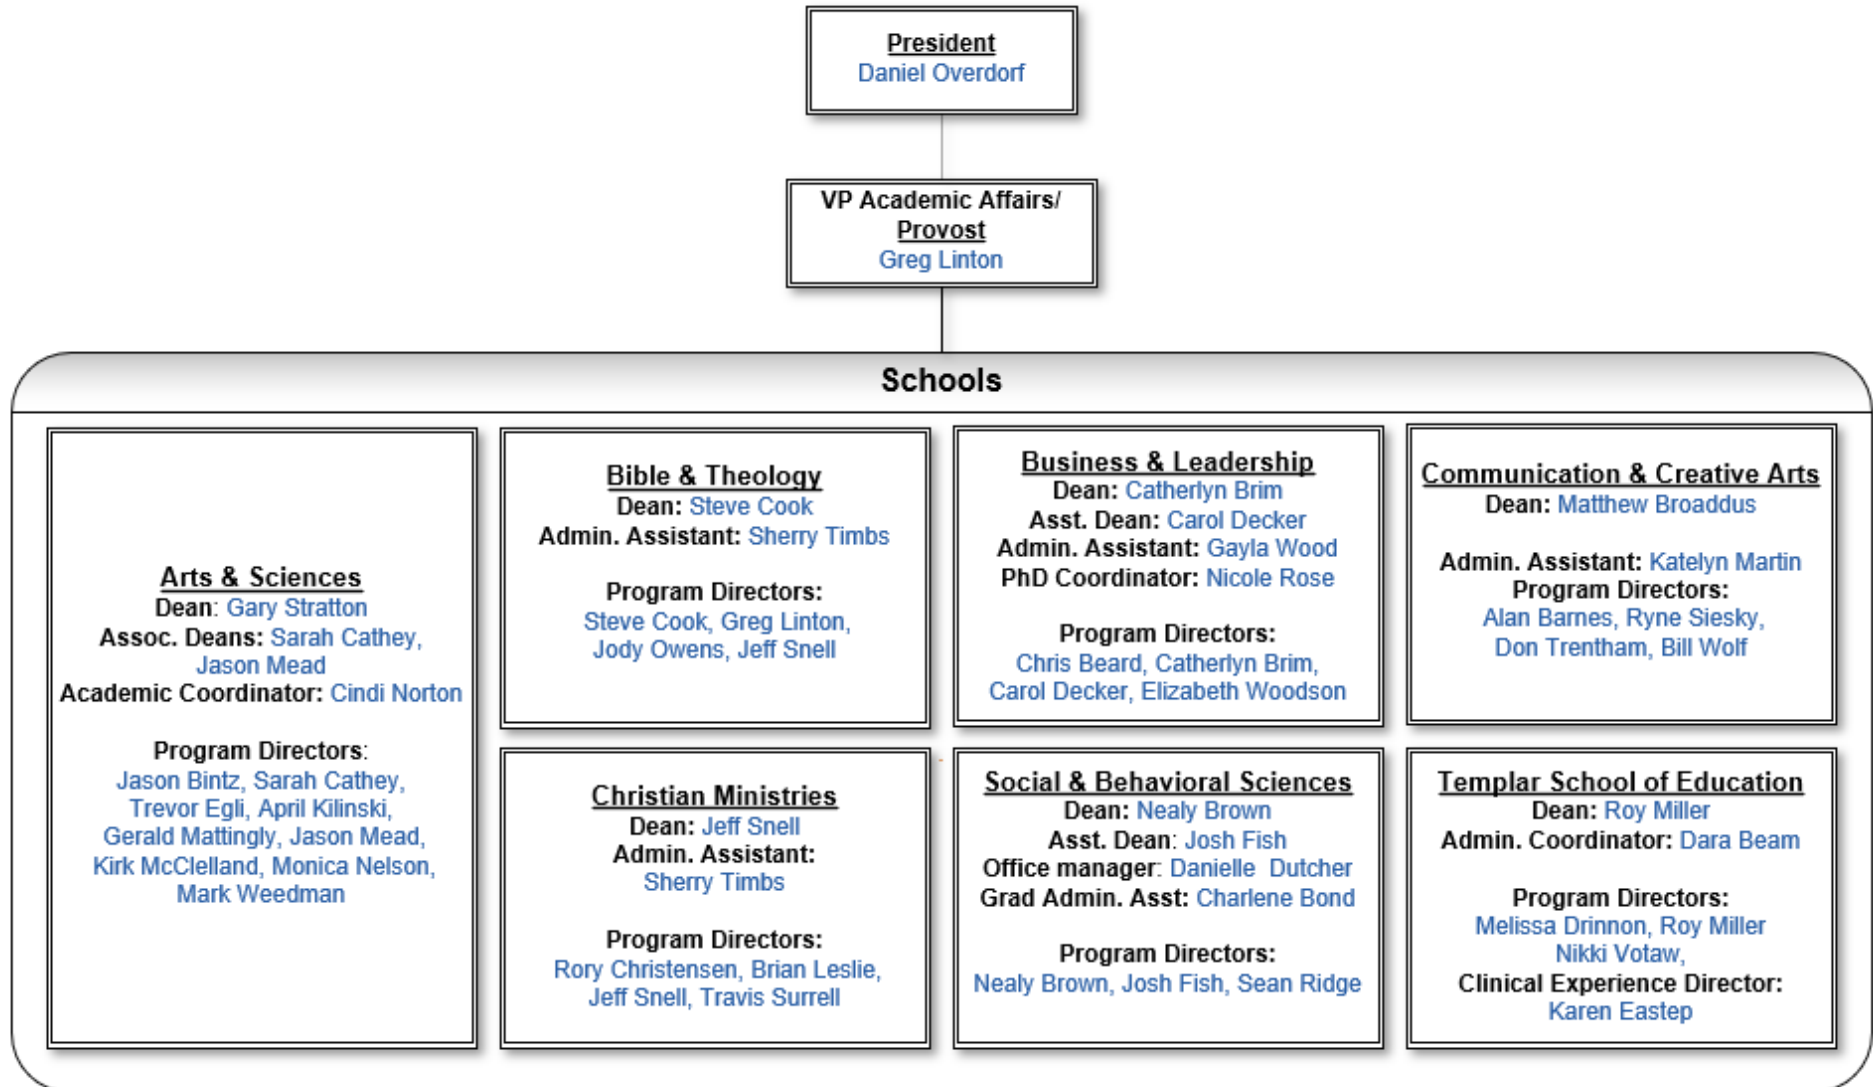 President
Daniel Overdorf
VP Academic Affairs/
Provost
Greg Linton
Schools
Arts & Sciences
Dean: Gary Stratton
Assoc. Deans: Sarah Cathey,
Jason Mead
Academic Coordinator: Cindi Norton
Program Directors:
Jason Bintz, Sarah Cathey,
Trevor Egli, April Kilinski,
Gerald Mattingly, Jason Mead,
Kirk McClelland, Monica Nelson,
Mark Weedman
Bible & Theology
Dean: Steve Cook
Admin. Assistant: Sherry Timbs
Program Directors:
Steve Cook, Greg Linton,
Jody Owens, Jeff Snell
Business & Leadership
Dean: Catherlyn Brim
Asst. Dean: Carol Decker
Admin. Assistant: Gayla Wood
PhD Coordinator: Nicole Rose
Program Directors:
Chris Beard, Catherlyn Brim,
Carol Decker, Elizabeth Woodson
Communication & Creative Arts
Dean: Matthew Broaddus
Admin. Assistant: Katelyn Martin
Program Directors:
Alan Barnes, Ryne Siesky,
Don Trentham, Bill Wolf
Christian Ministries
Dean: Jeff Snell
Admin. Assistant:
Sherry Timbs
Program Directors:
Rory Christensen, Brian Leslie,
Jeff Snell, Travis Surrell
Social & Behavioral Sciences
Dean: Nealy Brown
Asst. Dean: Josh Fish
Office manager: Danielle  Dutcher
Grad Admin. Asst: Charlene Bond
Program Directors:
Nealy Brown, Josh Fish, Sean Ridge
Templar School of Education
Dean: Roy Miller
Admin. Coordinator: Dara Beam
Program Directors:
Melissa Drinnon, Roy Miller
Nikki Votaw,
Clinical Experience Director:
Karen Eastep